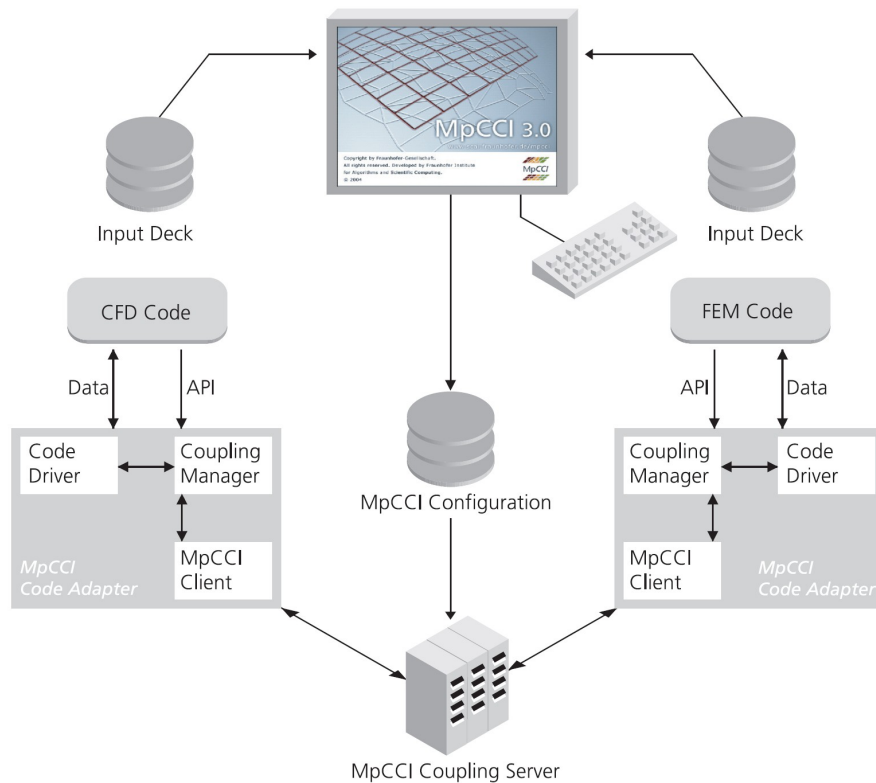 MpCCI 3.0
Copyright by Fraunhofer Gesellschaft.
All rights reserved. Developed by Fraunhofer Institute
for Algorithms and Scientific Computing.
© 2004
MpCCI
Input Deck
Input Deck
CFD Code
FEM Code
Data
API
API
Data
Code
Driver
Coupling
Manager
MpCCI
Client
MpCCI
Code Adapter
MpCCI Configuration
Coupling
Manager
Code
Driver
MpCCI
Client
MpCCI
Code Adapter
MpCCI Coupling Server